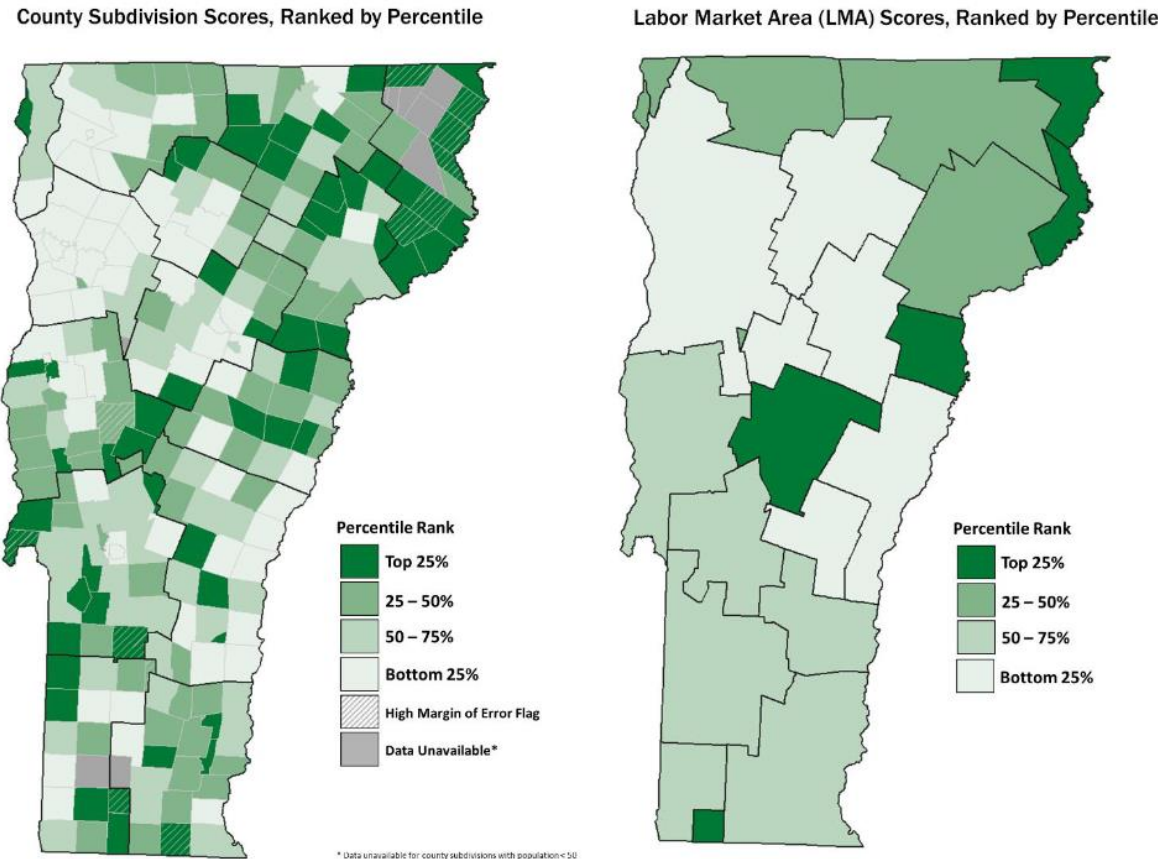 County Subdivision Scores, Ranked by Percentile
Labor Market Area (LMA) Scores, Ranked by Percentile
Percentile Rank
Top 25%
25 – 50%
50 – 75%
Bottom 25%
High Margin of Error Flag
Data Unavailable*
* Data unavailable for county subdivisions with population< 50
Percentile Rank
Top 25%
25 – 50%
50 – 75%
Bottom 25%